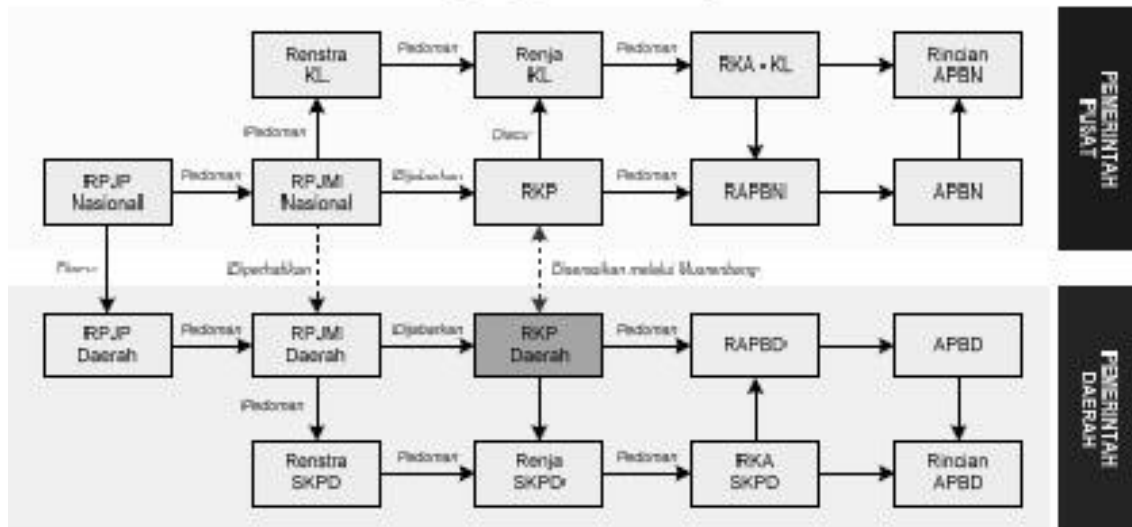 Renstra
KL
Pedoman
Renja
KL
Pedoman
RKA - KL
Rincian
APBN
Pedoman
Diacu
RPJP
Nasional
Pedoman
RPJM
Nasional
Dijabarkan
RKP
Pedoman
RAPBN
APBN
PEMERINTAH
PUSAT
Diacu
Diperhatikan
Diserasikan melalui Musrenbang
RPJP
Daerah
Pedoman
RPJM
Daerah
Dijabarkan
RKP
Daerah
Pedoman
RAPBD
APBD
Pedoman
Renstra
SKPD
Pedoman
Renja
SKPD
Pedoman
RKA
SKPD
Rincian
APBD
PEMERINTAH
DAERAH